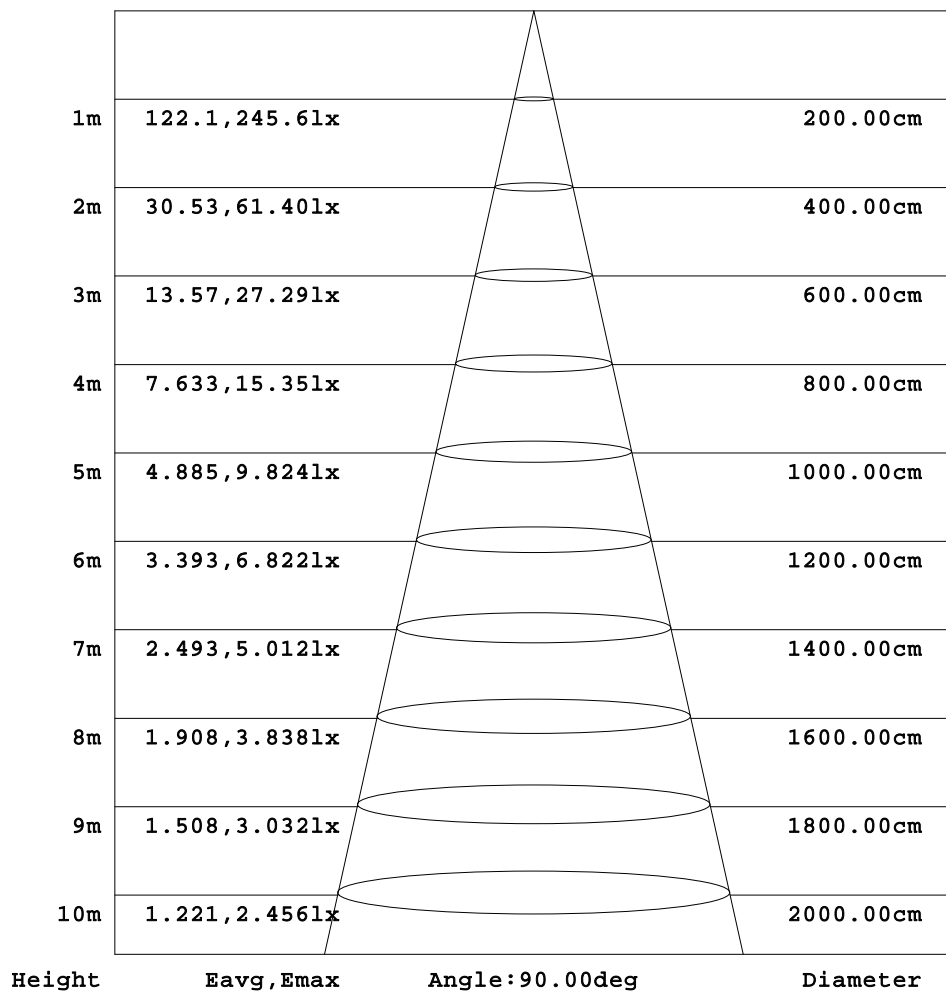 1m 122.1,245.6lx 200.00cm
2m 30.53,61.40lx 400.00cm
3m 13.57,27.29lx 600.00cm
4m 7.633,15.35lx 800.00cm
5m 4.885,9.824lx 1000.00cm
6m 3.393,6.822lx 1200.00cm
7m 2.493,5.012lx 1400.00cm
8m 1.908,3.838lx 1600.00cm
9m 1.508,3.032lx 1800.00cm
10m 1.221,2.456lx 2000.00cm
Height Eavg,Emax Angle:90.00deg Diameter